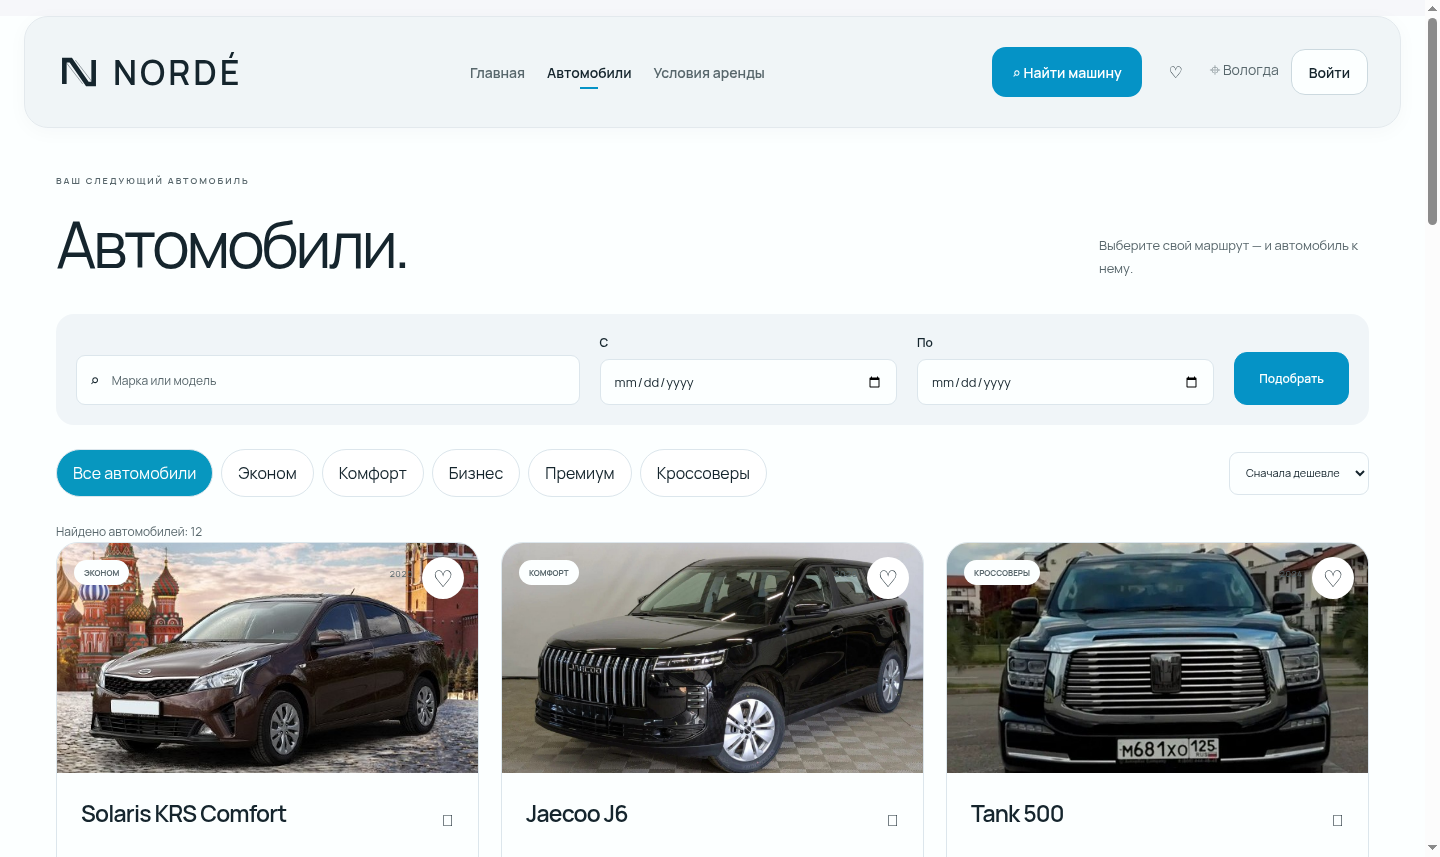 NORDÉ
Главная
Автомобили
Условия аренды
Найти машину
Вологда
Войти
ВАШ СЛЕДУЮЩИЙ АВТОМОБИЛЬ
Автомобили.
Выберите свой маршрут — и автомобиль к
нему.
С
По
Марка или модель
mm/dd/yyyy
mm/dd/yyyy
Подобрать
Все автомобили
Эконом
Комфорт
Бизнес
Премиум
Кроссоверы
Сначала дешевле
Найдено автомобилей: 12
ЭКОНОМ
КОМФОРТ
JAECOO
КРОССОВЕРЫ
М681ХО 125
Solaris KRS Comfort
Jaecoo J6
Tank 500